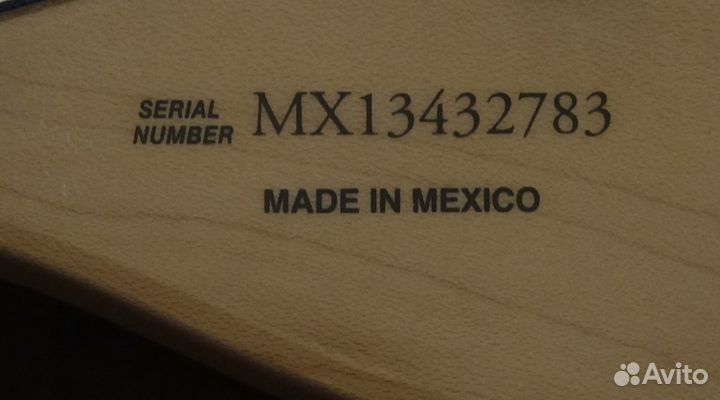 SERIAL
NUMBER MX13432783
MADE IN MEXICO
Avito